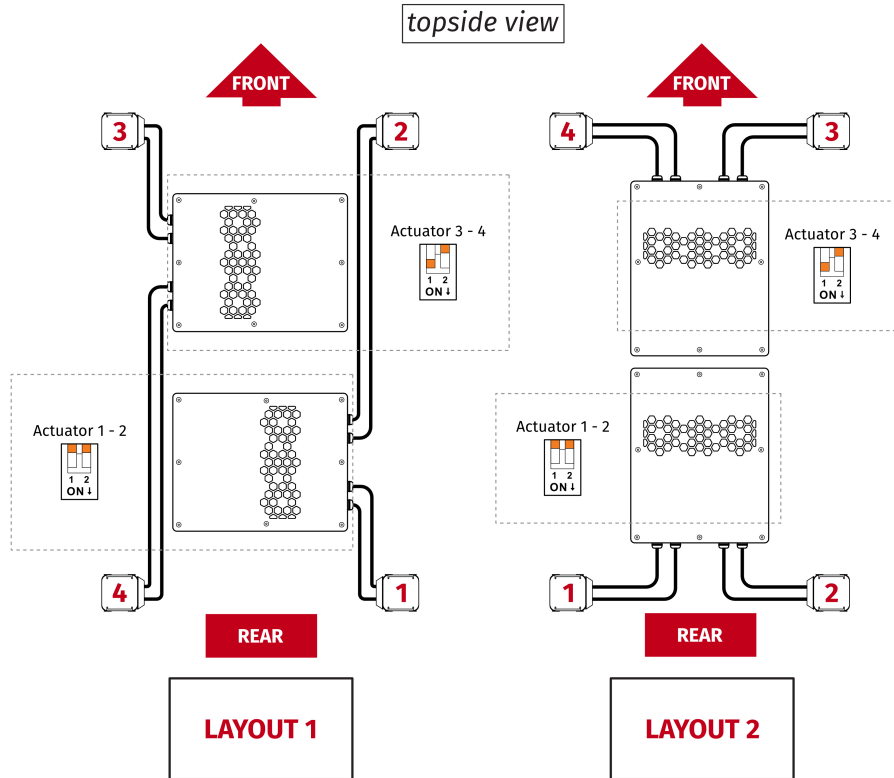 topside view
FRONT
FRONT
3
2
4
3
Actuator 3 - 4
1 2
ON↓
Actuator 3 - 4
1 2
ON↓
Actuator 1 - 2
1 2
ON↓
Actuator 1 - 2
1 2
ON↓
4
1
1
2
REAR
REAR
LAYOUT 1
LAYOUT 2